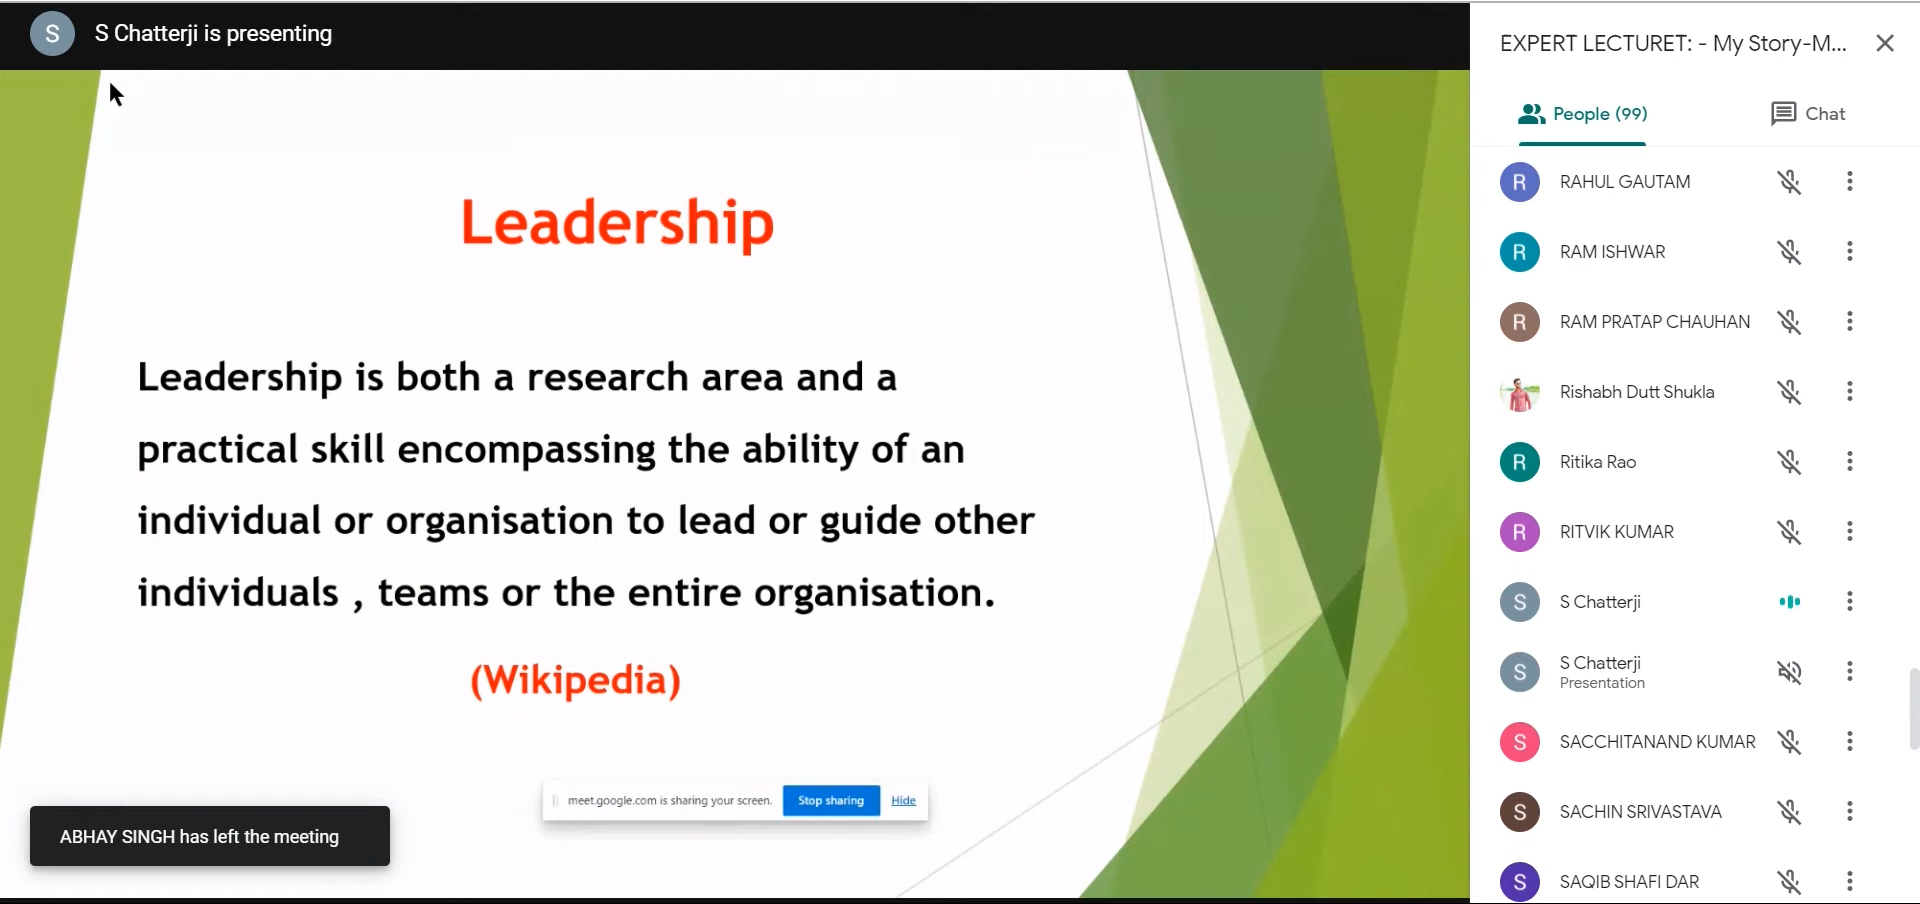 S
S Chatterji is presenting
Leadership
Leadership is both a research area and a
practical skill encompassing the ability of an
individual or organisation to lead or guide other
individuals , teams or the entire organisation.
(Wikipedia)
meet.google.com is sharing your screen. Stop sharing Hide
ABHAY SINGH has left the meeting
EXPERT LECTURET: - My Story-M...
People (99) Chat
R RAHUL GAUTAM
R RAM ISHWAR
R RAM PRATAP CHAUHAN
Rishabh Dutt Shukla
R Ritika Rao
R RITVIK KUMAR
S S Chatterji
S S Chatterji
Presentation
S SACCHITANAND KUMAR
S SACHIN SRIVASTAVA
S SAQIB SHAFI DAR